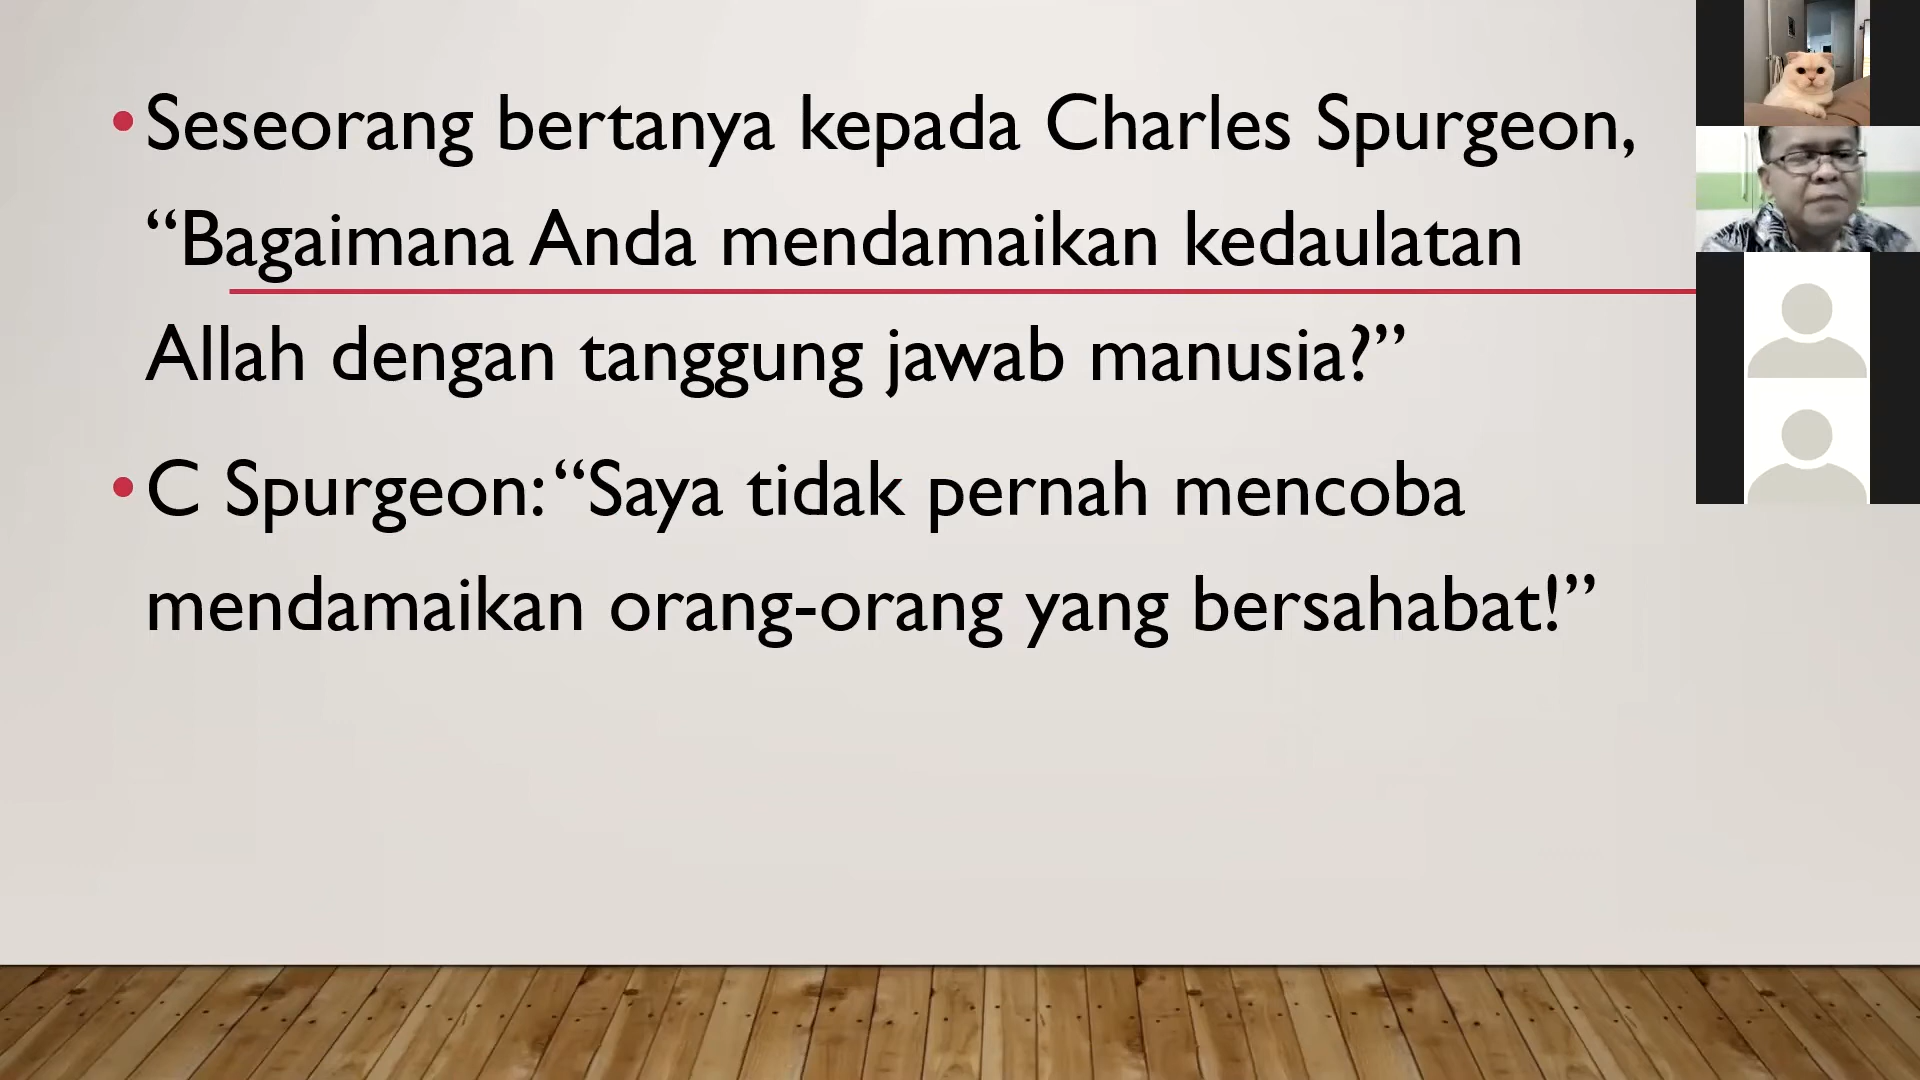 • Seseorang bertanya kepada Charles Spurgeon,
“Bagaimana Anda mendamaikan kedaulatan
Allah dengan tanggung jawab manusia?”
• C Spurgeon: “Saya tidak pernah mencoba
mendamaikan orang-orang yang bersahabat!”